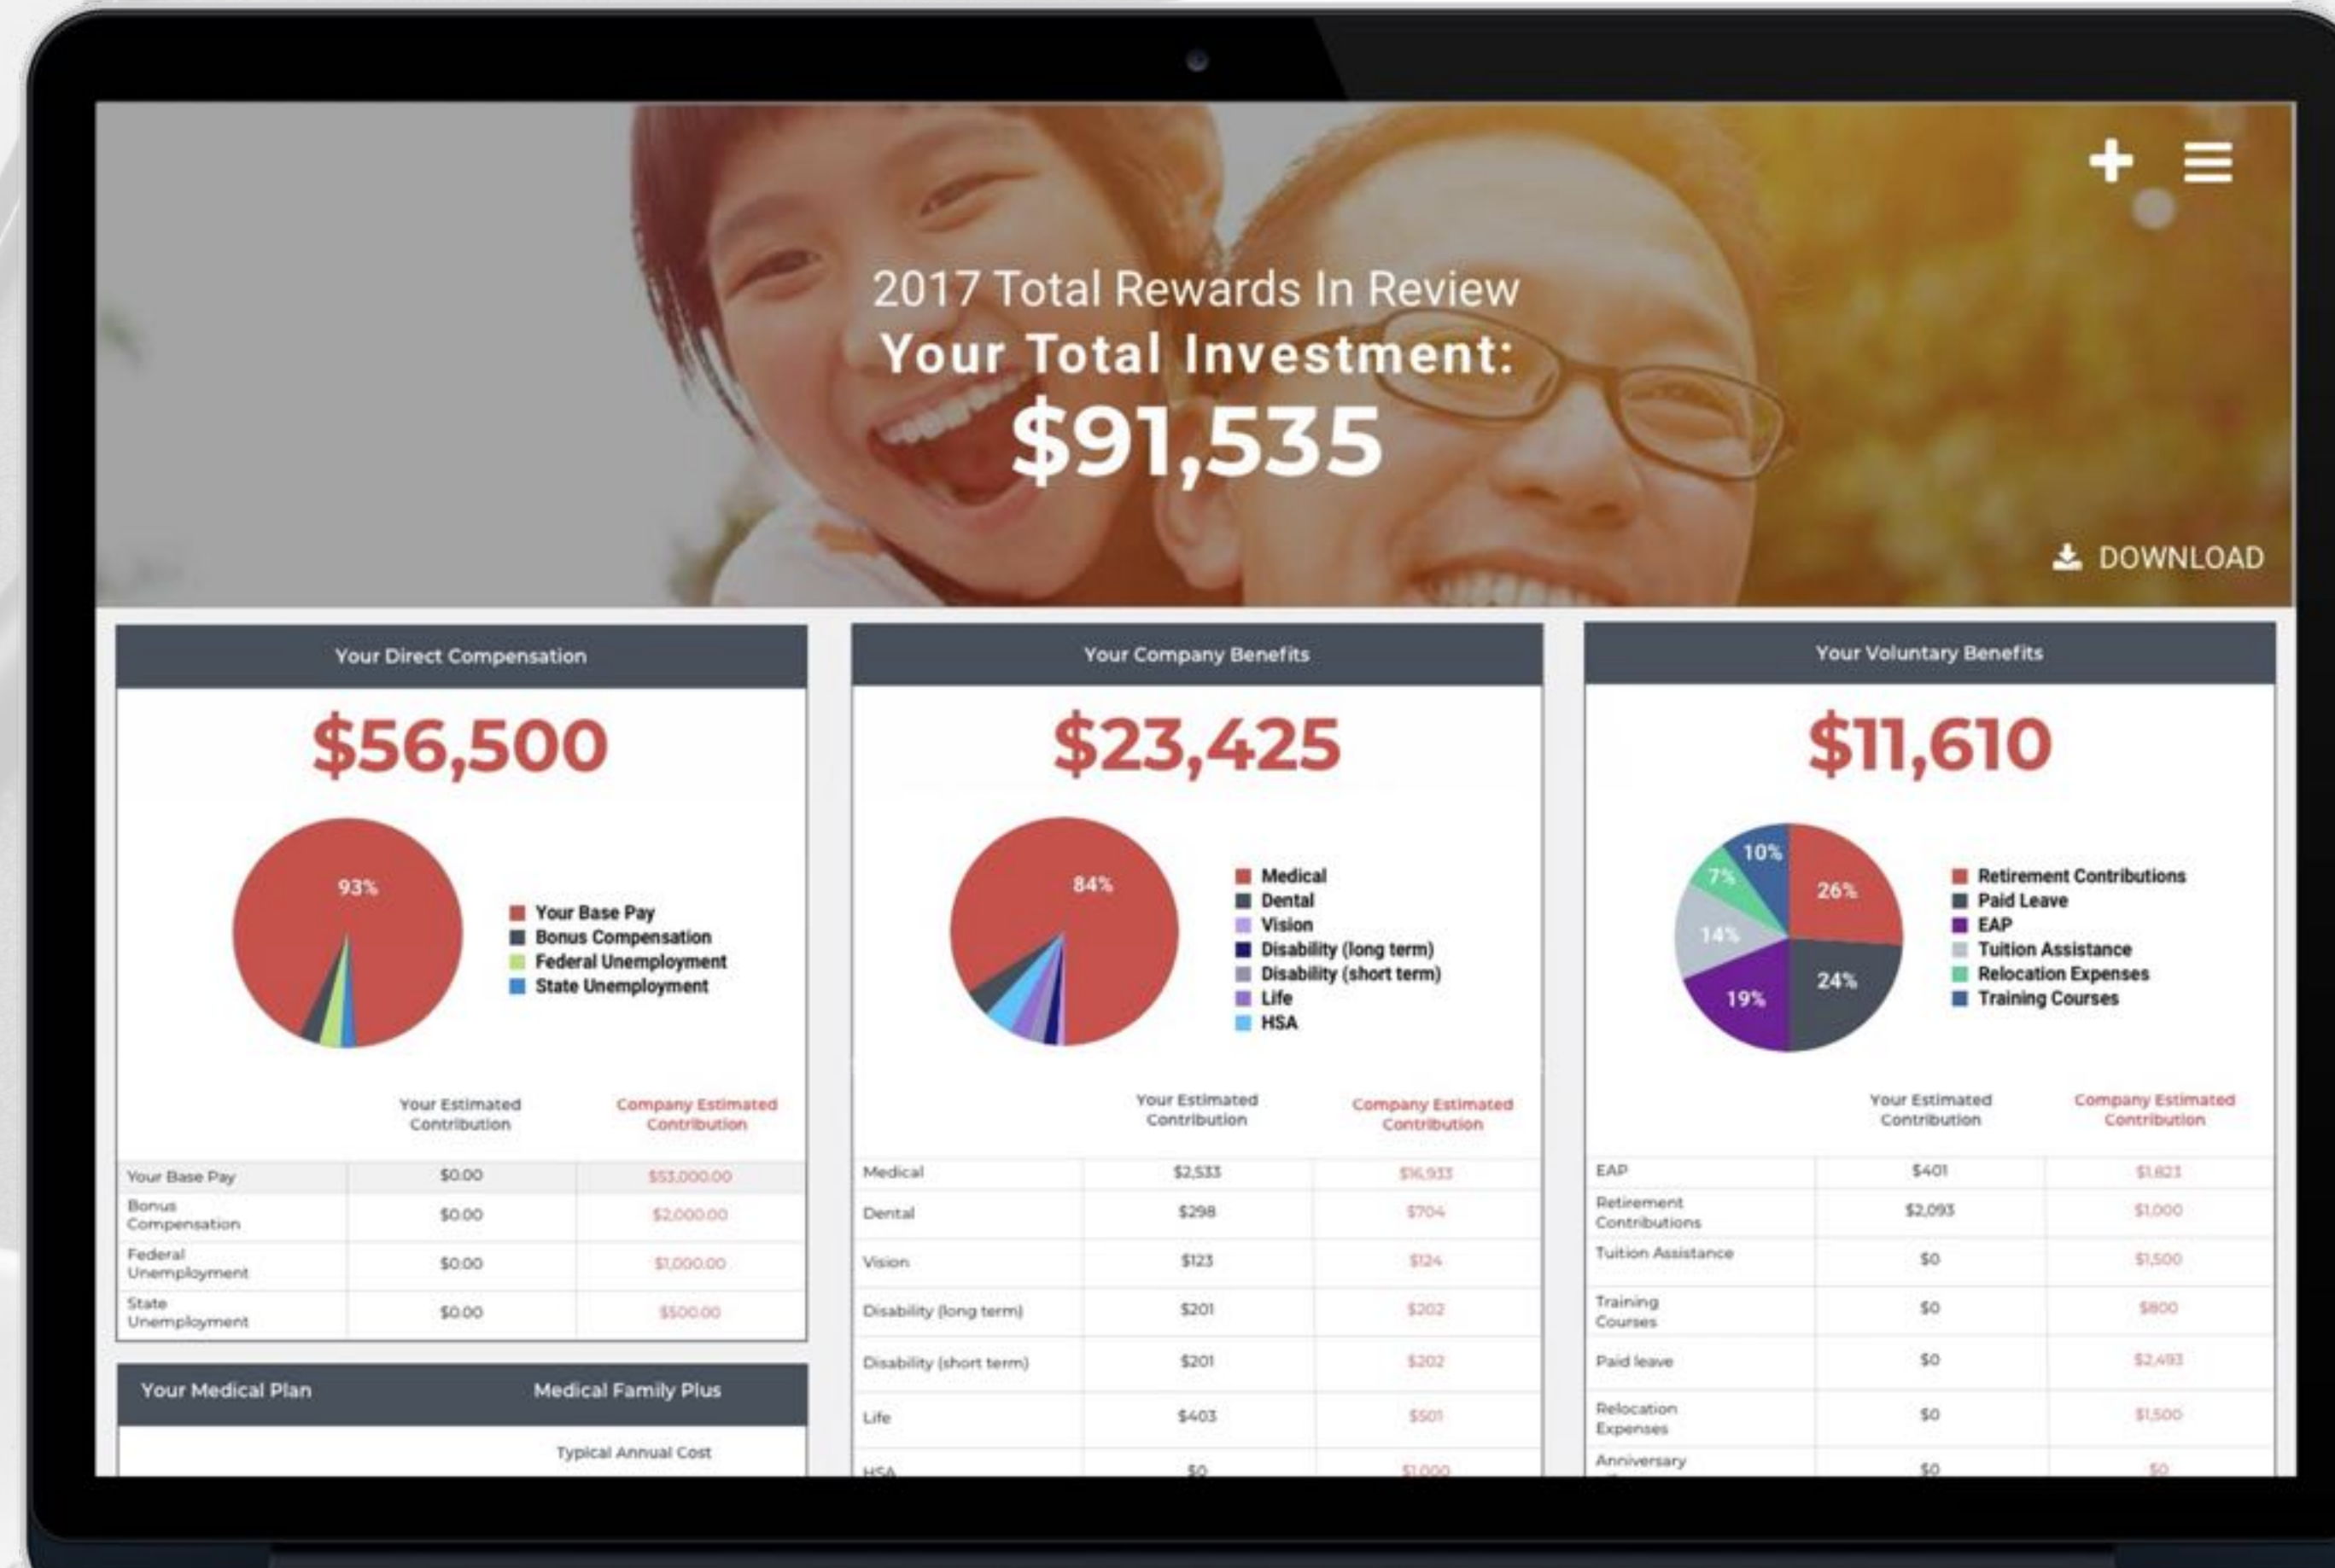 2017 Total Rewards In Review
Your Total Investment:
$91,535
DOWNLOAD
Your Direct Compensation
$56,500
93%
Your Base Pay
Bonus Compensation
Federal Unemployment
State Unemployment
Your Estimated Company Estimated
Contribution Contribution
Your Base Pay $0.00 $53,000.00
Bonus
Compensation $0.00 $2,000.00
Federal
Unemployment $0.00 $1,000.00
State
Unemployment $0.00 $500.00
Your Medical Plan Medical Family Plus
Typical Annual Cost
Your Company Benefits
$23,425
84%
Medical
Dental
Vision
Disability (long term)
Disability (short term)
Life
HSA
Your Estimated Company Estimated
Contribution Contribution
Medical $2,533 $16,933
Dental $298 $704
Vision $123 $124
Disability (long term) $201 $202
Disability (short term) $201 $202
Life $403 $501
HSA $0 $1,000
Your Voluntary Benefits
$11,610
10%
7%
26%
14%
24%
19%
Retirement Contributions
Paid Leave
EAP
Tuition Assistance
Relocation Expenses
Training Courses
Your Estimated Company Estimated
Contribution Contribution
EAP $401 $1,823
Retirement
Contributions $2,093 $1,000
Tuition Assistance $0 $1,500
Training
Courses $0 $800
Paid leave $0 $2,493
Relocation
Expenses $0 $1,500
Anniversary $0 $0